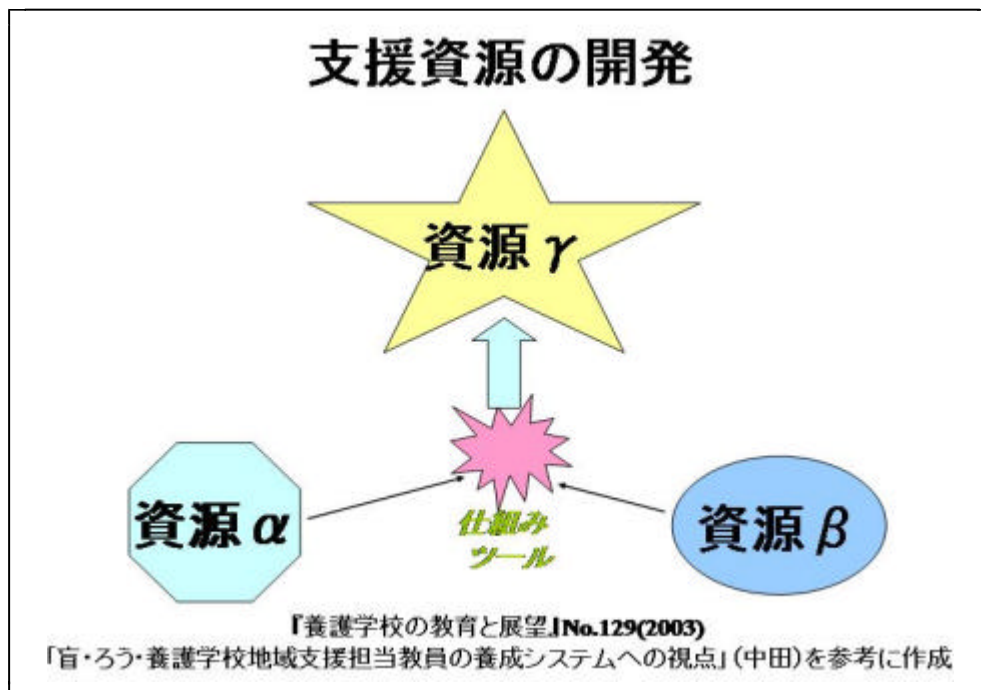 支援資源の開発
資源γ
資源α
資源β
仕組み
ツール
『養護学校の教育と展望』No.129(2003)
「盲・ろう・養護学校地域支援担当教員の養成システムへの視点」(中田)を参考に作成